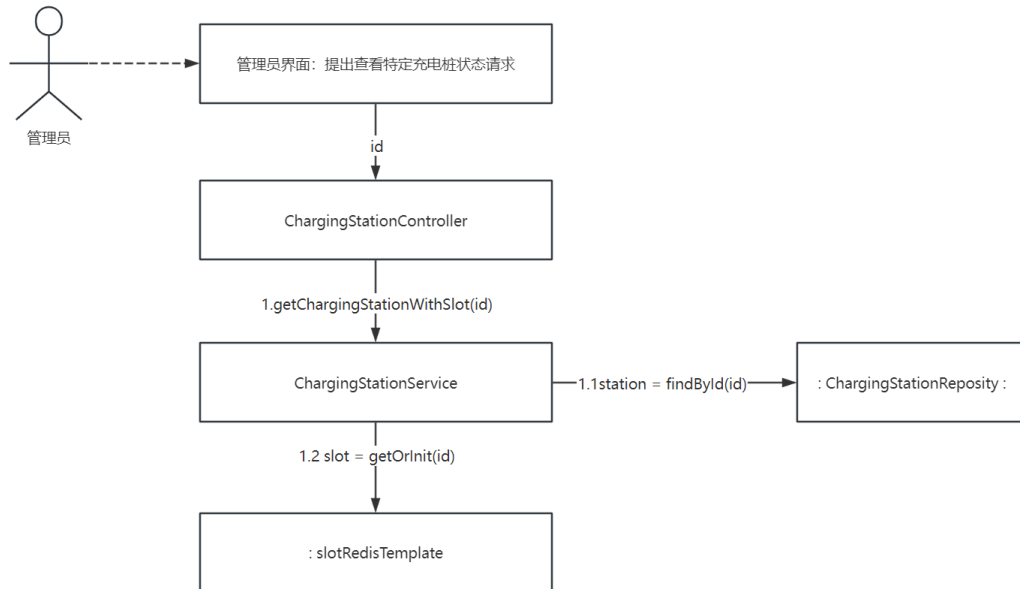 管理员界面：提出查看特定充电桩状态请求
管理员
id
ChargingStationController
1.getChargingStationWithSlot(id)
ChargingStationService
1.1station = findById(id)
: ChargingStationReposity :
1.2 slot = getOrInit(id)
: slotRedisTemplate